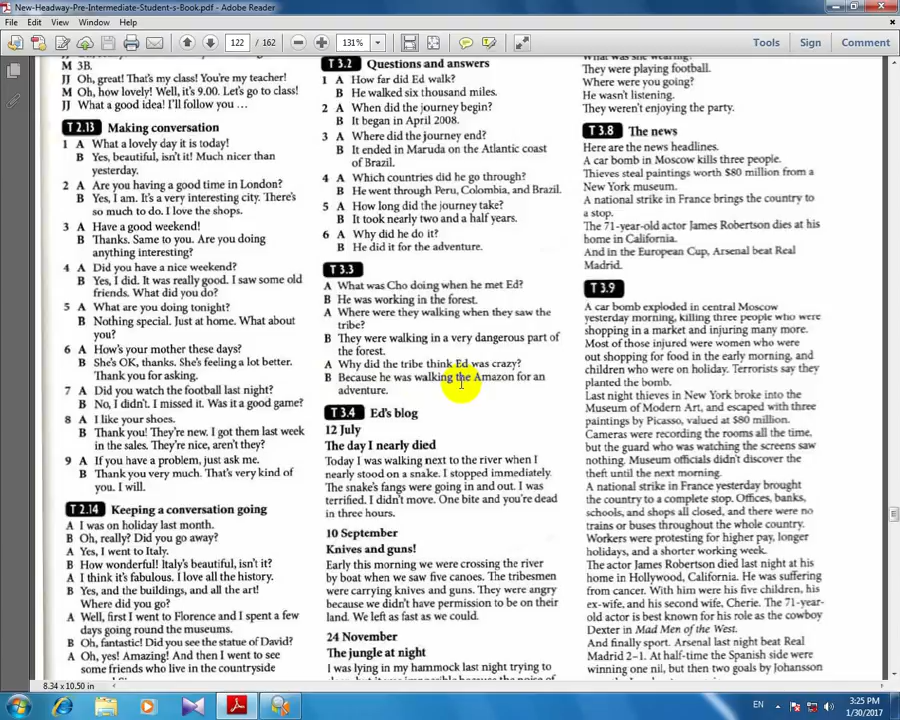 New-Headway-Pre-Intermediate-Student-s-Book.pdf - Adobe Reader
File Edit View Window Help
122 / 162
131%
Tools
Sign
Comment
M 3B.
JJ Oh, great! That's my class! You're my teacher!
M Oh, how lovely! Well, it's 9.00. Let's go to class!
JJ What a good idea! I'll follow you …
T 2.13 Making conversation
1 A What a lovely day it is today!
B Yes, beautiful, isn't it! Much nicer than
yesterday.
2 A Are you having a good time in London?
B Yes, I am. It's a very interesting city. There's
so much to do. I love the shops.
3 A Have a good weekend!
B Thanks. Same to you. Are you doing
anything interesting?
4 A Did you have a nice weekend?
B Yes, I did. It was really good. I saw some old
friends. What did you do?
5 A What are you doing tonight?
B Nothing special. Just at home. What about
you?
6 A How's your mother these days?
B She's OK, thanks. She's feeling a lot better.
Thank you for asking.
7 A Did you watch the football last night?
B No, I didn't. I missed it. Was it a good game?
8 A I like your shoes.
B Thank you! They're new. I got them last week
in the sales. They're nice, aren't they?
9 A If you have a problem, just ask me.
B Thank you very much. That's very kind of
you. I will.
T 2.14 Keeping a conversation going
A I was on holiday last month.
B Oh, really? Did you go away?
A Yes, I went to Italy.
B How wonderful! Italy's beautiful, isn't it?
A I think it's fabulous. I love all the history.
B Yes, and the buildings, and all the art!
Where did you go?
A Well, first I went to Florence and I spent a few
days going round the museums.
B Oh, fantastic! Did you see the statue of David?
A Oh, yes! Amazing! And then I went to see
some friends who live in the countryside
T 3.2 Questions and answers
1 A How far did Ed walk?
B He walked six thousand miles.
2 A When did the journey begin?
B It began in April 2008.
3 A Where did the journey end?
B It ended in Maruda on the Atlantic coast
of Brazil.
4 A Which countries did he go through?
B He went through Peru, Colombia, and Brazil.
5 A How long did the journey take?
B It took nearly two and a half years.
6 A Why did he do it?
B He did it for the adventure.
T 3.3
A What was Cho doing when he met Ed?
B He was working in the forest.
A Where were they walking when they saw the
tribe?
B They were walking in a very dangerous part of
the forest.
A Why did the tribe think Ed was crazy?
B Because he was walking the Amazon for an
adventure.
T 3.4 Ed's blog
12 July
The day I nearly died
Today I was walking next to the river when I
nearly stood on a snake. I stopped immediately.
The snake's fangs were going in and out. I was
terrified. I didn't move. One bite and you're dead
in three hours.
10 September
Knives and guns!
Early this morning we were crossing the river
by boat when we saw five canoes. The tribesmen
were carrying knives and guns. They were angry
because we didn't have permission to be on their
land. We left as fast as we could.
24 November
The jungle at night
I was lying in my hammock last night trying to
They were playing football.
Where were you going?
He wasn't listening.
They weren't enjoying the party.
T 3.8 The news
Here are the news headlines.
A car bomb in Moscow kills three people.
Thieves steal paintings worth $80 million from a
New York museum.
A national strike in France brings the country to
a stop.
The 71-year-old actor James Robertson dies at his
home in California.
And in the European Cup, Arsenal beat Real
Madrid.
T 3.9
A car bomb exploded in central Moscow
yesterday morning, killing three people who were
shopping in a market and injuring many more.
Most of those injured were women who were
out shopping for food in the early morning, and
children who were on holiday. Terrorists say they
planted the bomb.
Last night thieves in New York broke into the
Museum of Modern Art, and escaped with three
paintings by Picasso, valued at $80 million.
Cameras were recording the rooms all the time,
but the guard who was watching the screens saw
nothing. Museum officials didn't discover the
theft until the next morning.
A national strike in France yesterday brought
the country to a complete stop. Offices, banks,
schools, and shops all closed, and there were no
trains or buses throughout the whole country.
Workers were protesting for higher pay, longer
holidays, and a shorter working week.
The actor James Robertson died last night at his
home in Hollywood, California. He was suffering
from cancer. With him were his five children, his
ex-wife, and his second wife, Cherie. The 71-year-
old actor is best known for his role as the cowboy
Dexter in Mad Men of the West.
And finally sport. Arsenal last night beat Real
Madrid 2–1. At half-time the Spanish side were
winning one nil, but then two goals by Johansson
8.34 x 10.50 in
EN
3:25 PM
1/30/2017